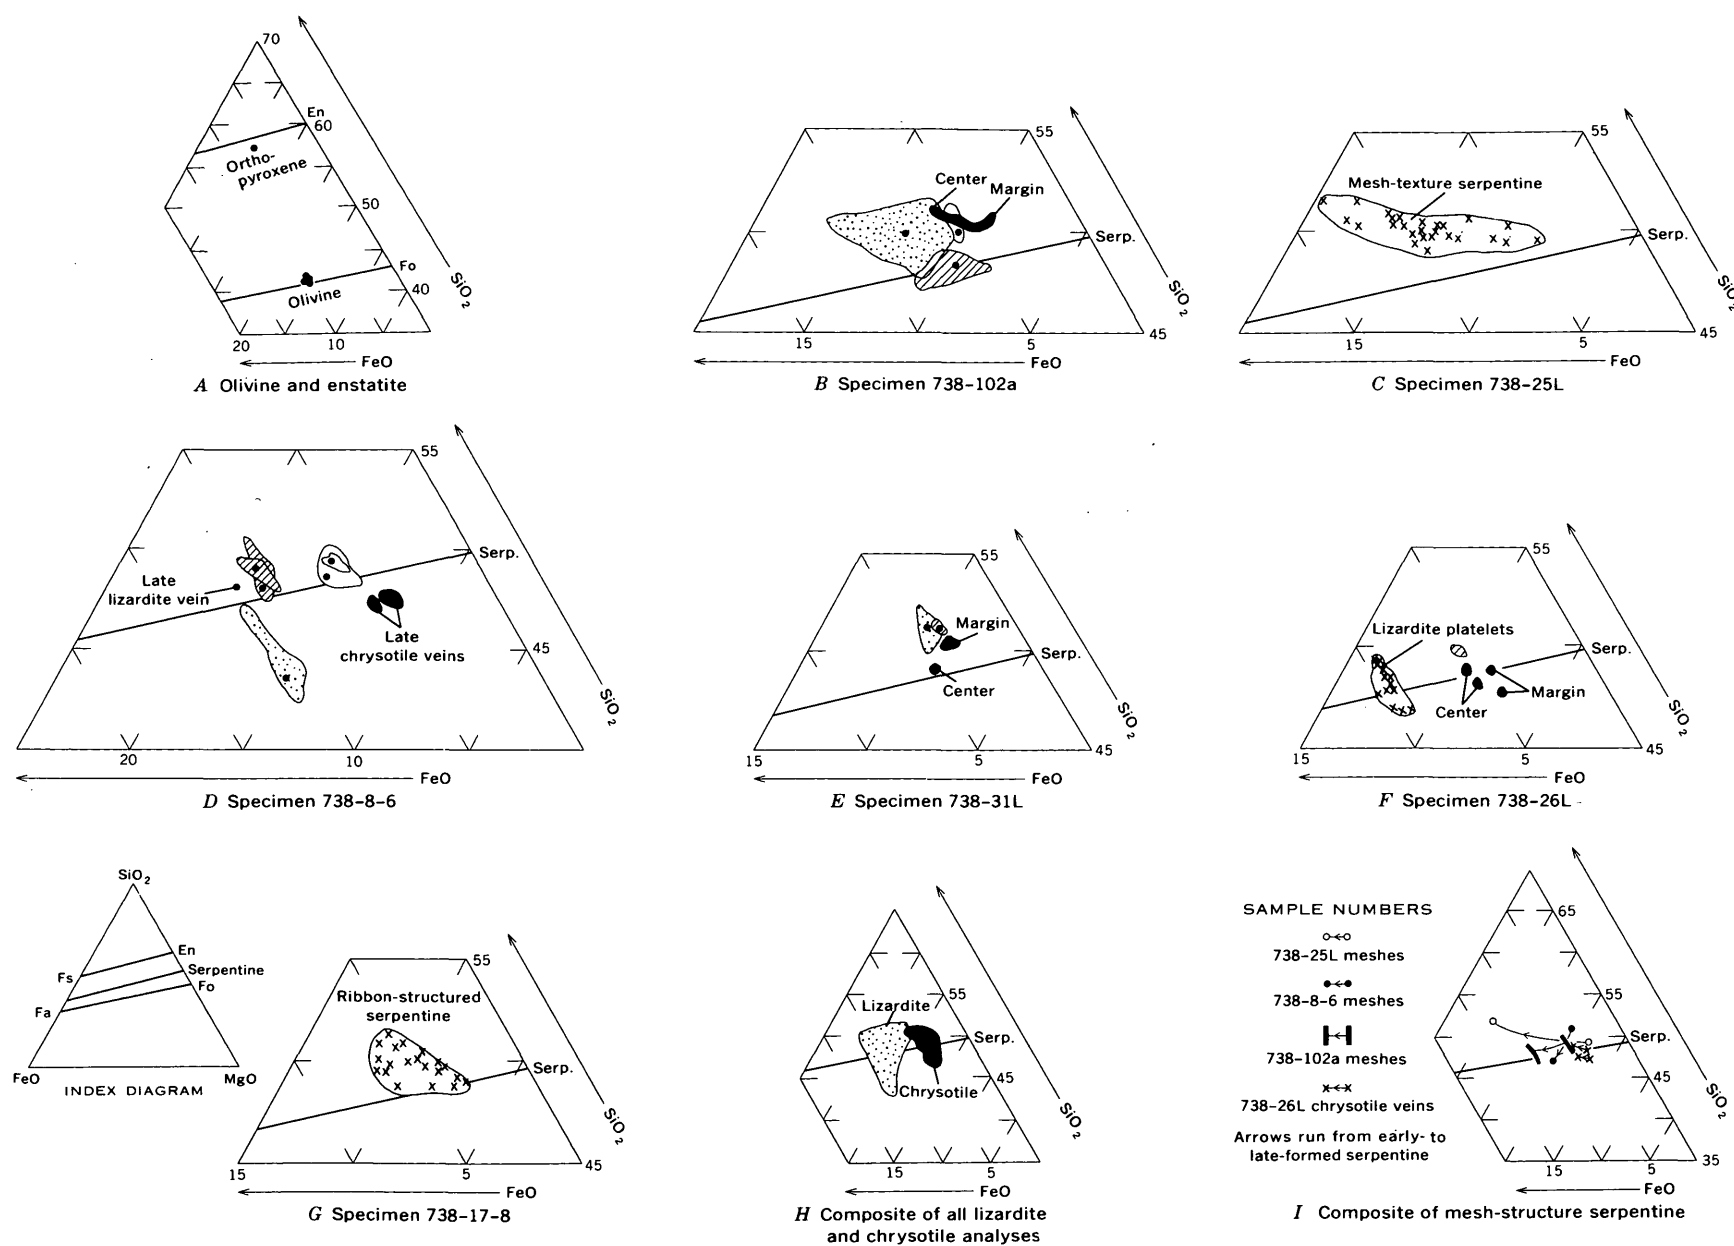 70
En
60
Ortho-
pyroxene
50
Fo
Olivine
40
SiO2
20
10
FeO
A Olivine and enstatite
55
Center
Margin
Serp.
SiO2
15
5
45
FeO
B Specimen 738-102a
55
Mesh-texture serpentine
Serp.
SiO2
15
5
45
FeO
C Specimen 738-25L
55
Serp.
Late
lizardite vein
Late
chrysotile veins
45
SiO2
20
10
FeO
D Specimen 738-8-6
55
Margin
Serp.
Center
SiO2
15
5
45
FeO
E Specimen 738-31L
55
Lizardite platelets
Serp.
Center
Margin
SiO2
15
5
45
FeO
F Specimen 738-26L
SiO2
En
Serpentine
Fo
Fs
Fa
FeO
MgO
INDEX DIAGRAM
55
Ribbon-structured
serpentine
Serp.
SiO2
15
5
45
FeO
G Specimen 738-17-8
55
Lizardite
Serp.
45
Chrysotile
SiO2
15
5
FeO
H Composite of all lizardite
and chrysotile analyses
SAMPLE NUMBERS
738-25L meshes
738-8-6 meshes
738-102a meshes
738-26L chrysotile veins
Arrows run from early- to
late-formed serpentine
65
55
Serp.
45
SiO2
15
5
35
FeO
I Composite of mesh-structure serpentine